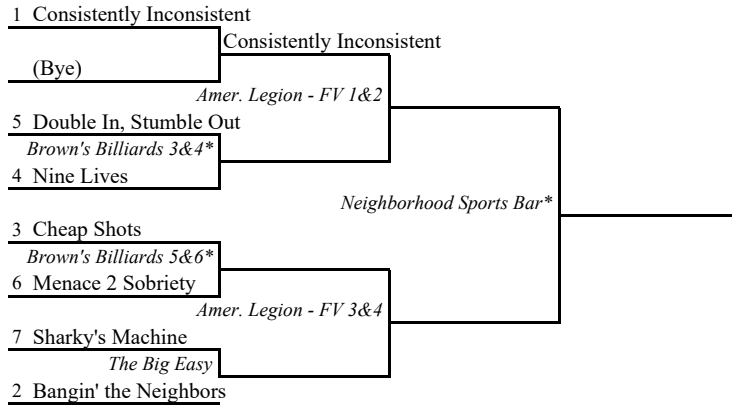 1 Consistently Inconsistent
Consistently Inconsistent
(Bye)
Amer. Legion - FV 1&2
5 Double In, Stumble Out
Brown's Billiards 3&4*
4 Nine Lives
Neighborhood Sports Bar*
3 Cheap Shots
Brown's Billiards 5&6*
6 Menace 2 Sobriety
Amer. Legion - FV 3&4
7 Sharky's Machine
The Big Easy
2 Bangin' the Neighbors